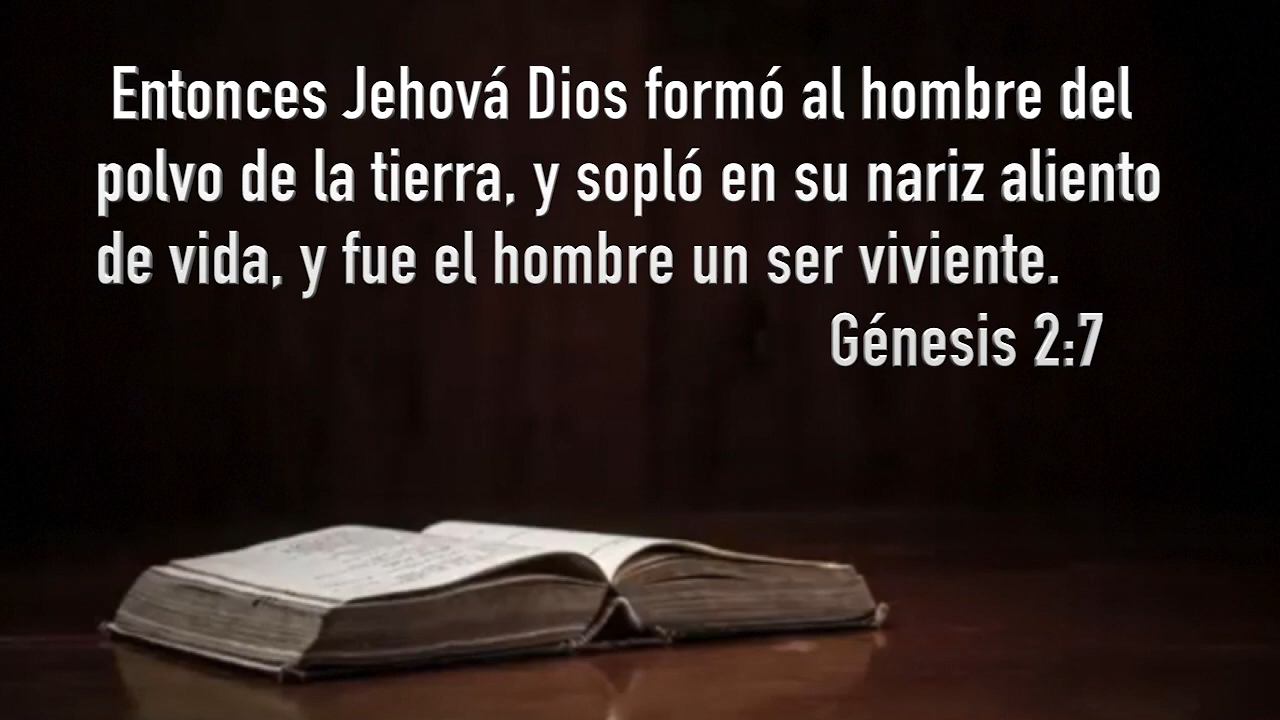 Entonces Jehová Dios formó al hombre del
polvo de la tierra, y sopló en su nariz aliento
de vida, y fue el hombre un ser viviente.
Génesis 2:7